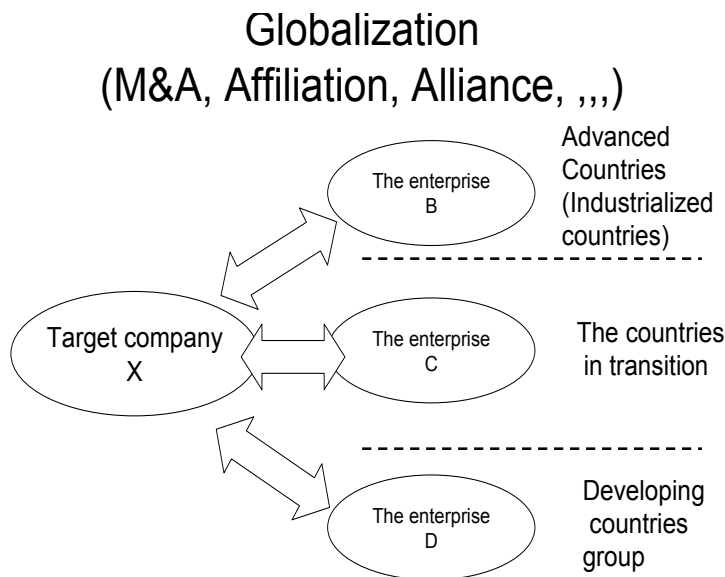 Globalization
(M&A, Affiliation, Alliance, ,,,)
Advanced
Countries
(Industrialized
countries)
The enterprise
B
Target company
X
The enterprise
C
The countries
in transition
The enterprise
D
Developing
countries
group